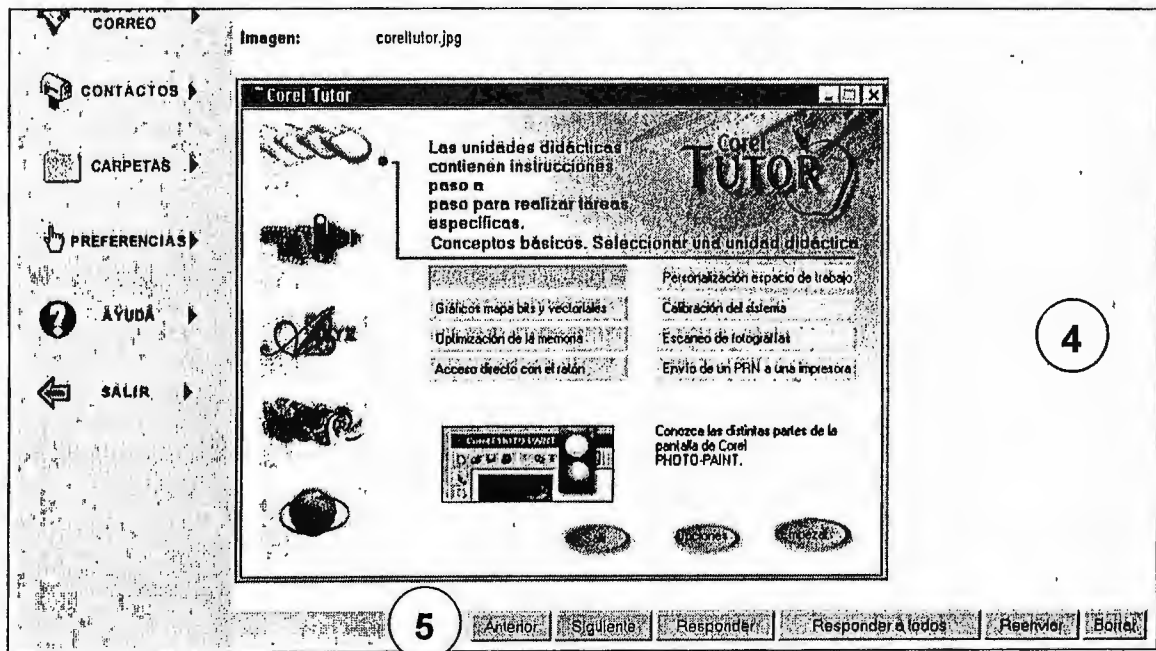 CORREO
CONTACTOS
CARPETAS
PREFERENCIAS
AYUDA
SALIR
Imagen: coreltutor.jpg
Corel Tutor
Las unidades didácticas
contienen instrucciones
paso a
paso para realizar tareas
específicas.
Conceptos básicos. Seleccionar una unidad didáctica
Corel
TUTOR
Personalización espacio de trabajo
Gráficos mapa bits y vectoriales
Calibración del sistema
Optimización de la memoria
Escaneo de fotografías
Acceso directo con el ratón
Envío de un PRN a una impresora
Corel PHOTO-PAINT
Conozca las distintas partes de la
pantalla de Corel
PHOTO-PAINT.
Salir
Opciones
Empezar
4
5
Anterior
Siguiente
Responder
Responder a todos
Reenviar
Borrar